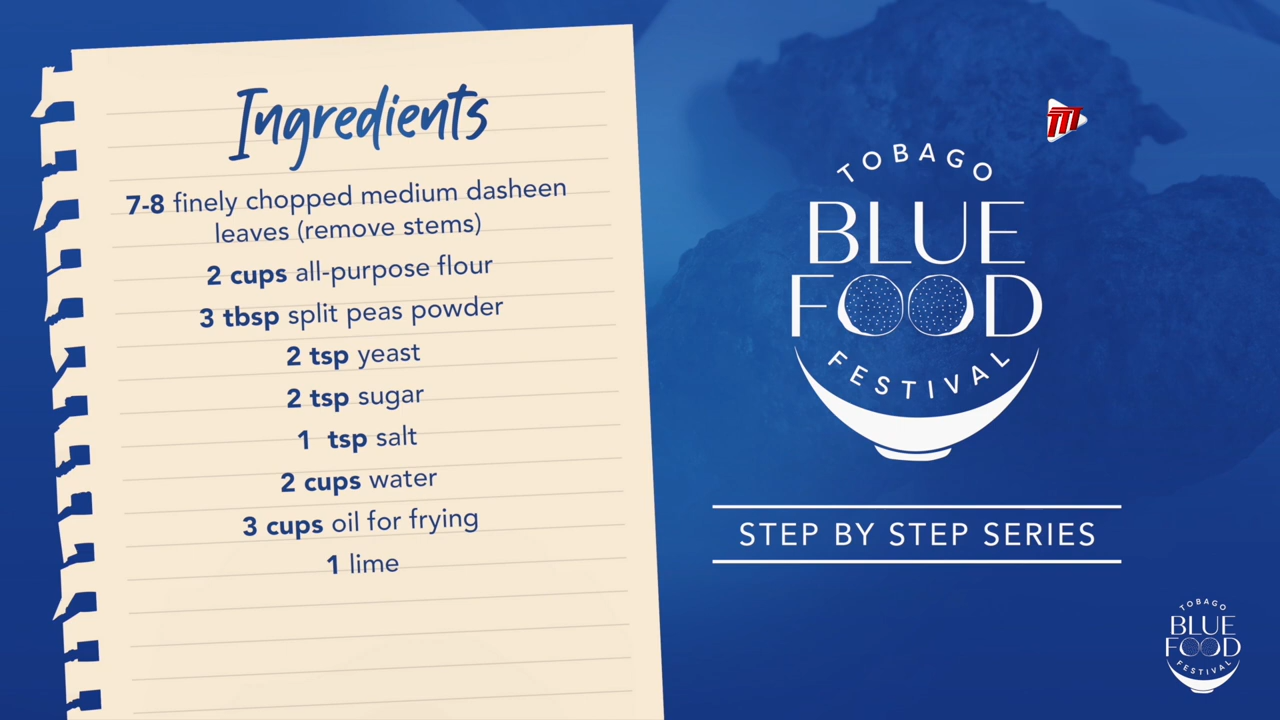 Ingredients
7-8 finely chopped medium dasheen
leaves (remove stems)
2 cups all-purpose flour
3 tbsp split peas powder
2 tsp yeast
2 tsp sugar
1 tsp salt
2 cups water
3 cups oil for frying
1 lime
TTT
TOBAGO
BLUE
FOOD
FESTIVAL
STEP BY STEP SERIES
TOBAGO
BLUE
FOOD
FESTIVAL